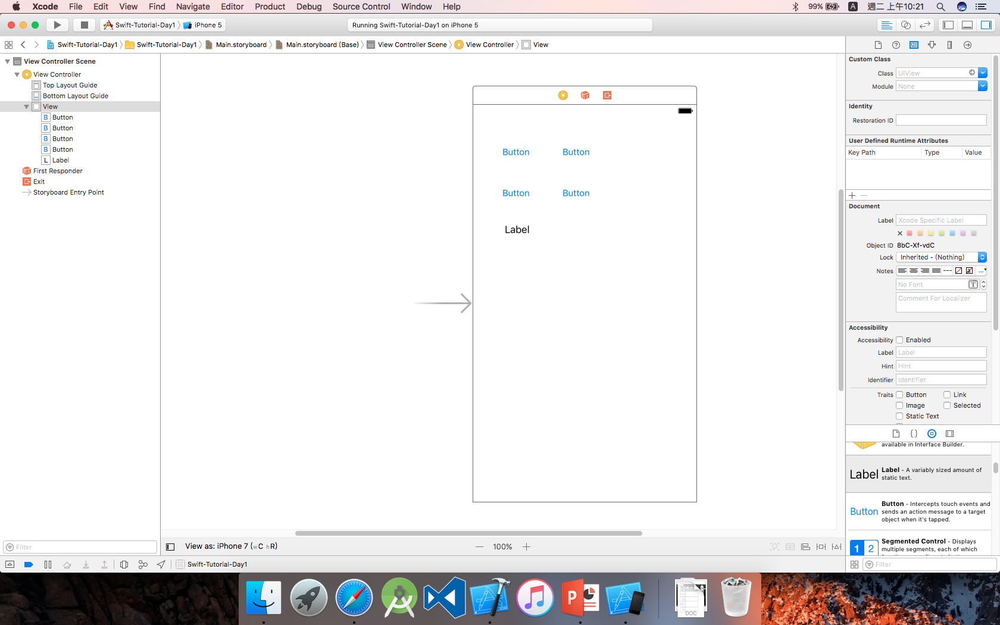 Xcode File Edit View Find Navigate Editor Product Debug Source Control Window Help 99% A 週二 上午10:21
Swift-Tutorial-Day1 iPhone 5 Running Swift-Tutorial-Day1 on iPhone 5
Swift-Tutorial-Day1 Swift-Tutorial-Day1 Main.storyboard Main.storyboard (Base) View Controller Scene View Controller View
View Controller Scene
View Controller
Top Layout Guide
Bottom Layout Guide
View
B Button
B Button
B Button
B Button
L Label
First Responder
Exit
Storyboard Entry Point
Filter
Button Button
Button Button
Label
View as: iPhone 7 (wC hR) 100%
Swift-Tutorial-Day1
Custom Class
Class UIView
Module None
Identity
Restoration ID
User Defined Runtime Attributes
Key Path Type Value
Document
Label Xcode Specific Label
Object ID 8bC-Xf-vdC
Lock Inherited - (Nothing)
Notes
No Font T
Comment For Localizer
Accessibility
Accessibility Enabled
Label Label
Hint Hint
Identifier Identifier
Traits Button Link
Image Selected
Static Text
{ }
available in Interface Builder.
Label Label - A variably sized amount of
static text.
Button Button - Intercepts touch events and
sends an action message to a target
object when it's tapped.
1 2 Segmented Control - Displays
multiple segments, each of which
Filter
P
DOC